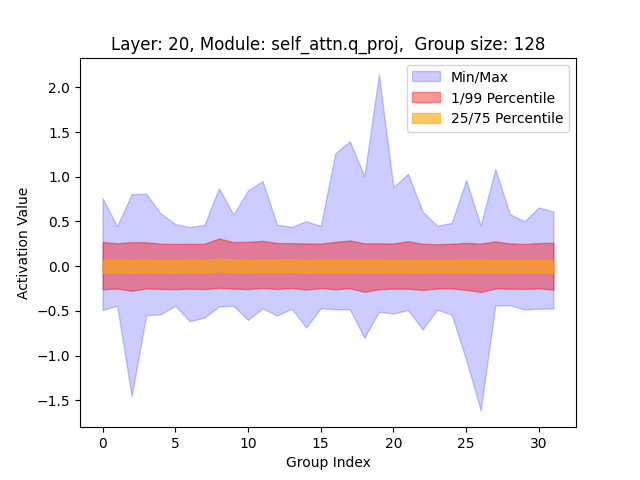 Layer: 20, Module: self_attn.q_proj,  Group size: 128
Min/Max
1/99 Percentile
25/75 Percentile
2.0
1.5
1.0
0.5
0.0
−0.5
−1.0
−1.5
Activation Value
0 5 10 15 20 25 30
Group Index